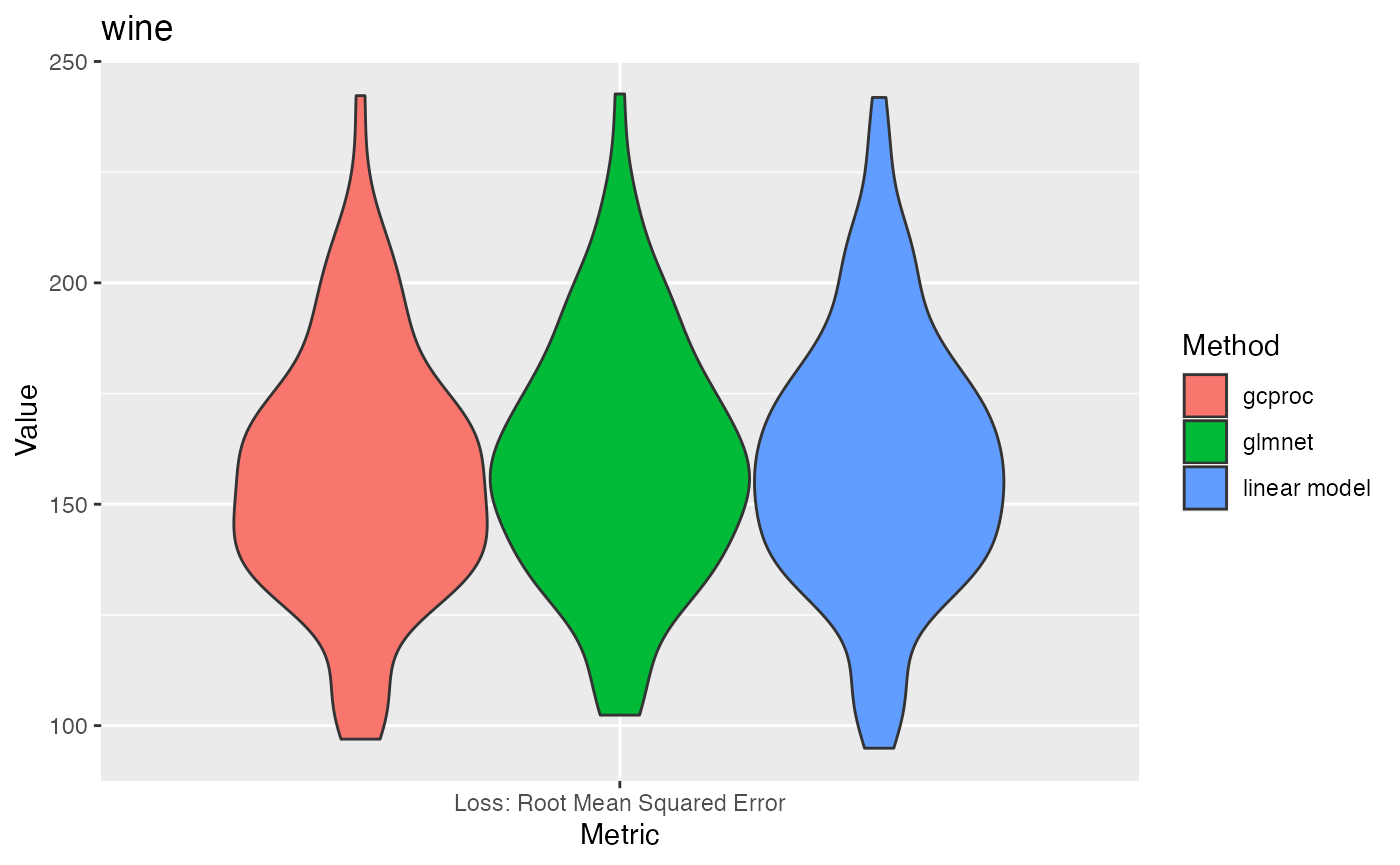 wine
250
200
150
100
Value
Loss: Root Mean Squared Error
Metric
Method
gcproc
glmnet
linear model